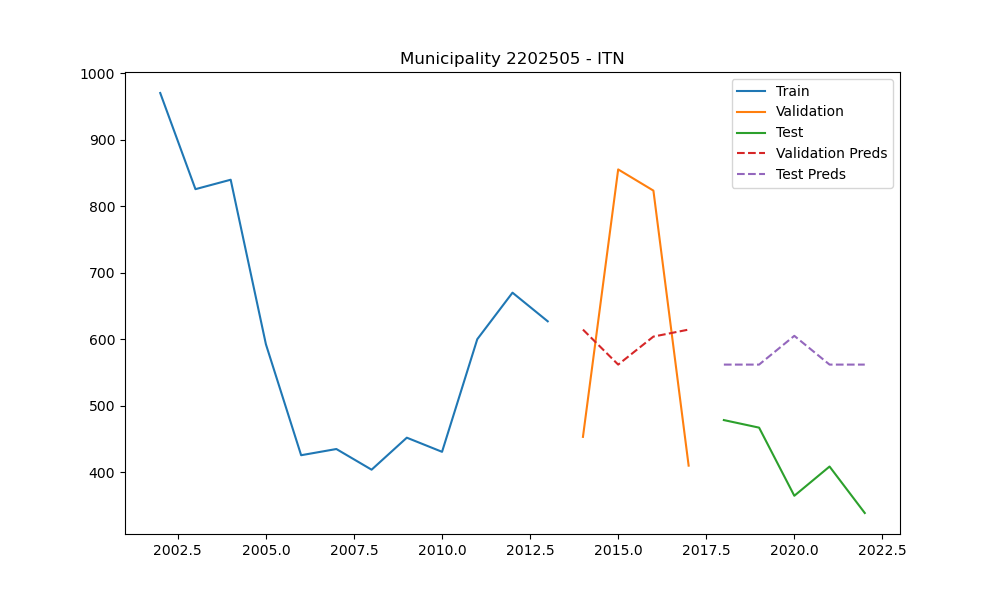 Municipality 2202505 - ITN
1000
900
800
700
600
500
400
Train
Validation
Test
Validation Preds
Test Preds
2002.5 2005.0 2007.5 2010.0 2012.5 2015.0 2017.5 2020.0 2022.5